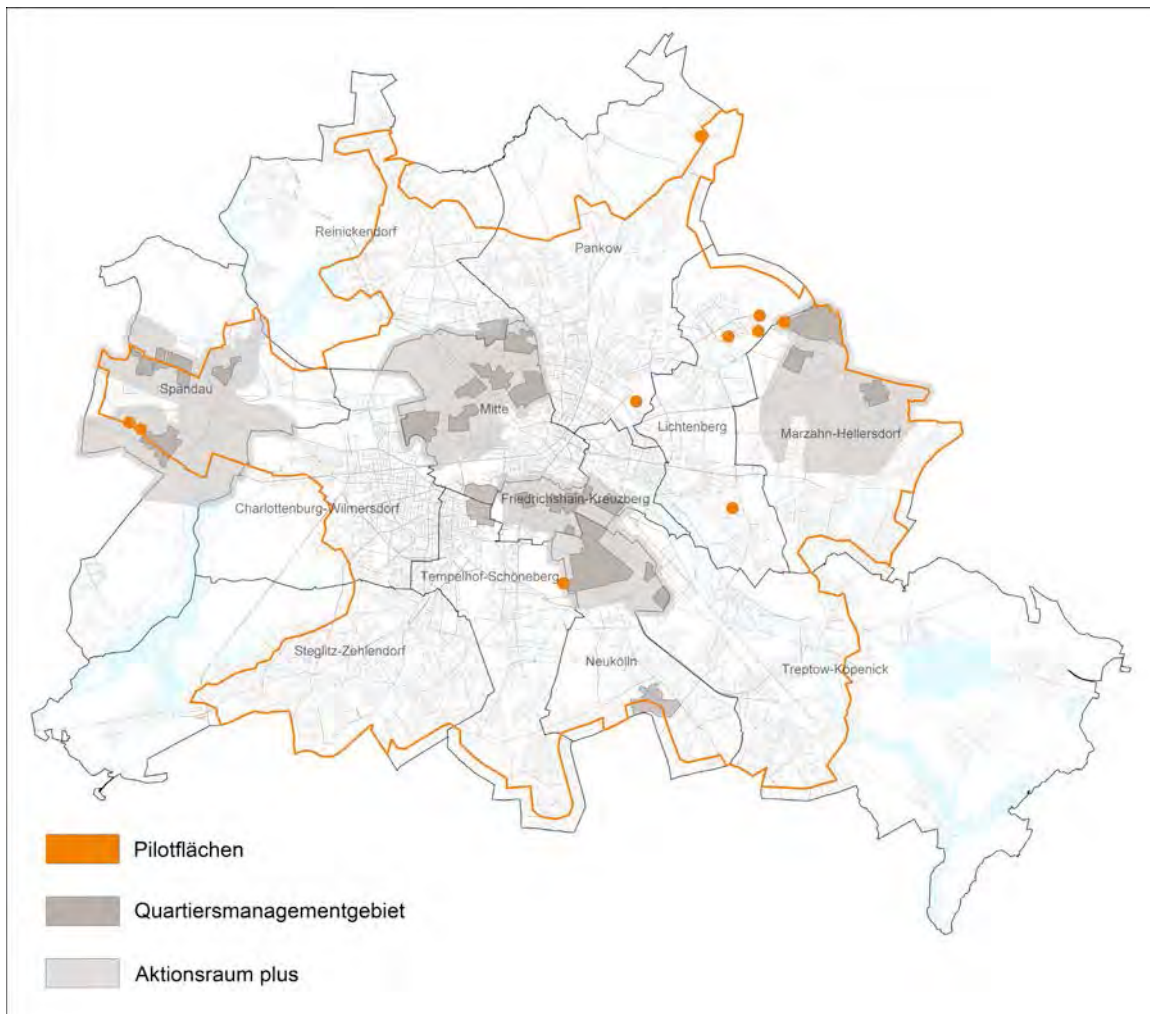 Reinickendorf
Pankow
Spandau
Mitte
Lichtenberg
Marzahn-Hellersdorf
Friedrichshain-Kreuzberg
Charlottenburg-Wilmersdorf
Tempelhof-Schöneberg
Steglitz-Zehlendorf
Neukölln
Treptow-Köpenick
Pilotflächen
Quartiersmanagementgebiet
Aktionsraum plus